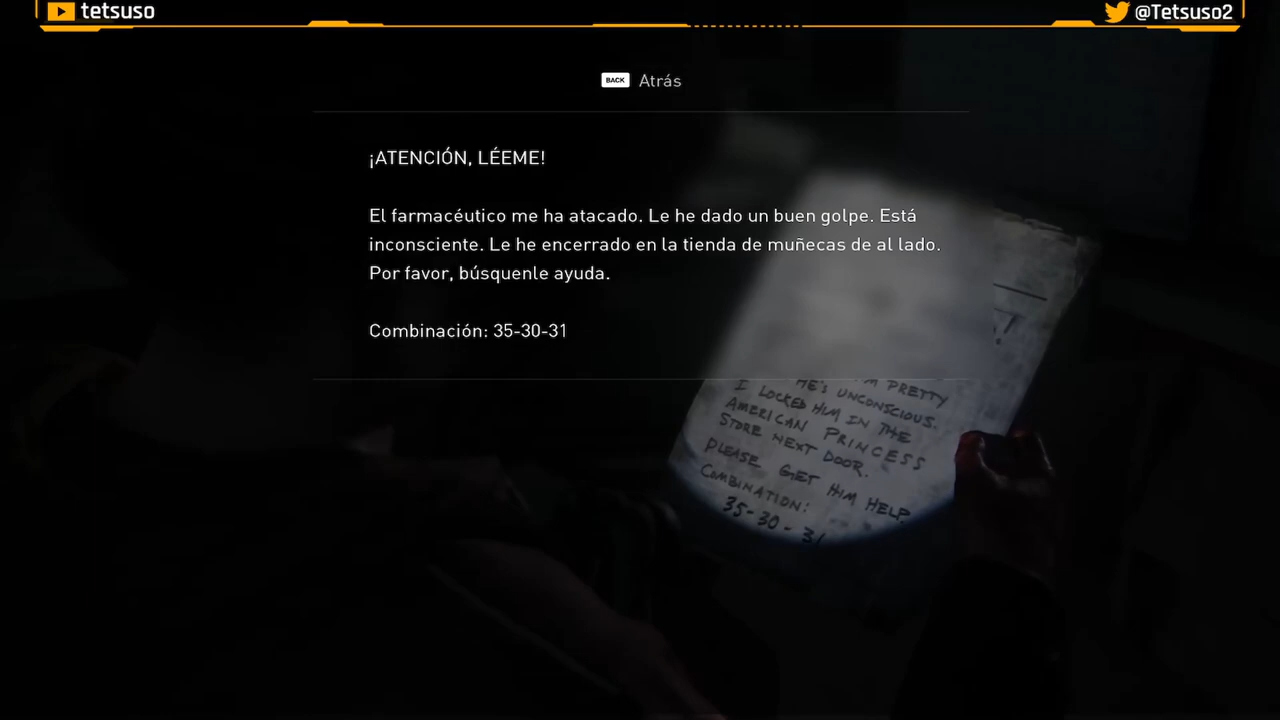 tetsuso
@Tetsuso2
BACK Atrás
¡ATENCIÓN, LÉEME!
El farmacéutico me ha atacado. Le he dado un buen golpe. Está
inconsciente. Le he encerrado en la tienda de muñecas de al lado.
Por favor, búsquenle ayuda.
Combinación: 35-30-31
I'M PRETTY
HE'S UNCONSCIOUS.
I LOCKED HIM IN THE
AMERICAN PRINCESS
STORE NEXT DOOR.
PLEASE GET HIM HELP.
COMBINATION:
35-30-31